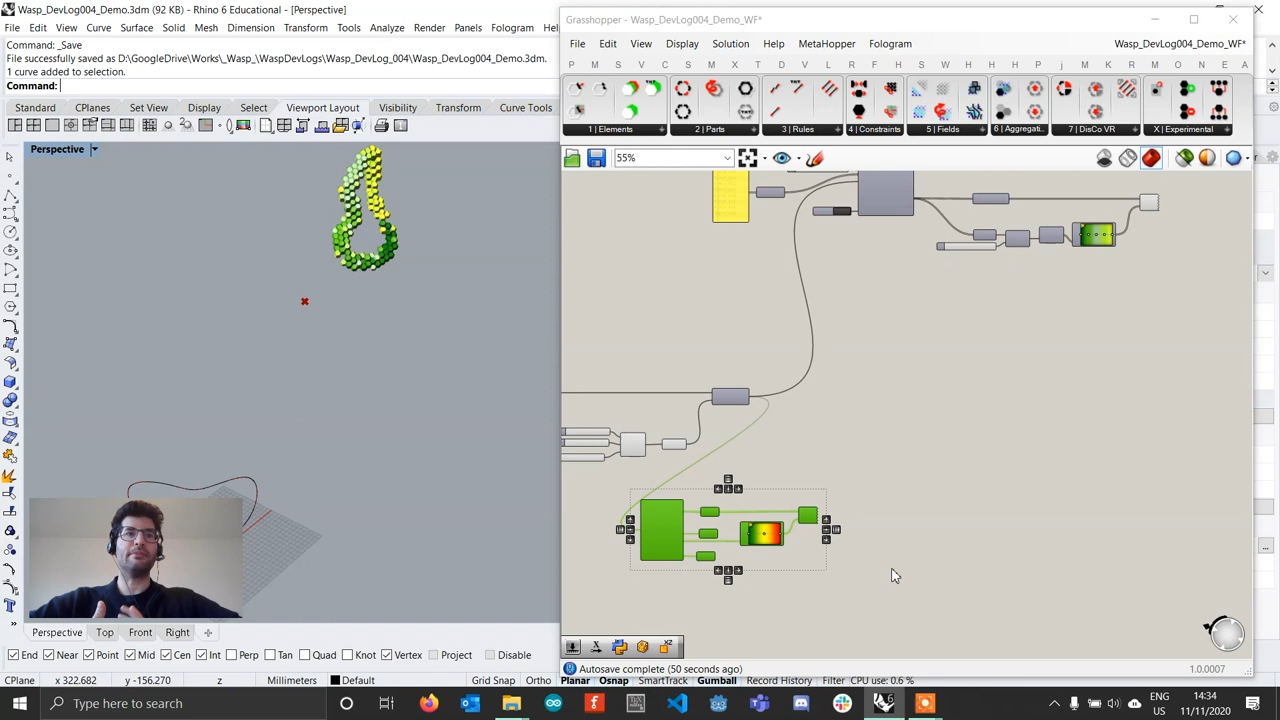 Wasp_DevLog004_Demo.3dm (92 KB) - Rhino 6 Educational - [Perspective]
File Edit View Curve Surface Solid Mesh Dimension Transform Tools Analyze Render Panels Fologram Help
Command: _Save
File successfully saved as D:\GoogleDrive\Works\_Wasp_\WaspDevLogs\Wasp_DevLog_004\Wasp_DevLog004_Demo.3dm.
1 curve added to selection.
Command:
Standard CPlanes Set View Display Select Viewport Layout Visibility Transform Curve Tools
Perspective
Grasshopper - Wasp_DevLog004_Demo_WF*
File Edit View Display Solution Help MetaHopper Fologram Wasp_DevLog004_Demo_WF*
P M S V C S M X T D V L R F H S I W H H H P j M K R T X M O U E A
1 | Elements 2 | Parts 3 | Rules 4 | Constraints 5 | Fields 6 | Aggregati... 7 | DisCo VR X | Experimental
55%
Autosave complete (50 seconds ago) 1.0.0007
Perspective Top Front Right
End Near Point Mid Cen Int Perp Tan Quad Knot Vertex Project Disable
CPlane x 322.682 y -156.270 z Millimeters Default Grid Snap Ortho Planar Osnap SmartTrack Gumball Record History Filter CPU use: 0.6 %
Type here to search
ENG
US
14:34
11/11/2020